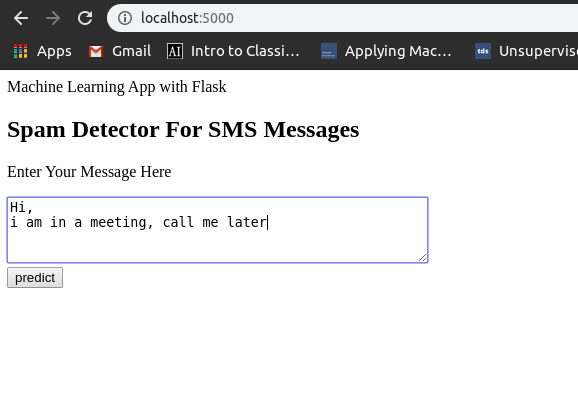 localhost:5000
Apps Gmail AI Intro to Classi... Applying Mac... tds Unsupervise
Machine Learning App with Flask
Spam Detector For SMS Messages
Enter Your Message Here
Hi,
i am in a meeting, call me later
predict